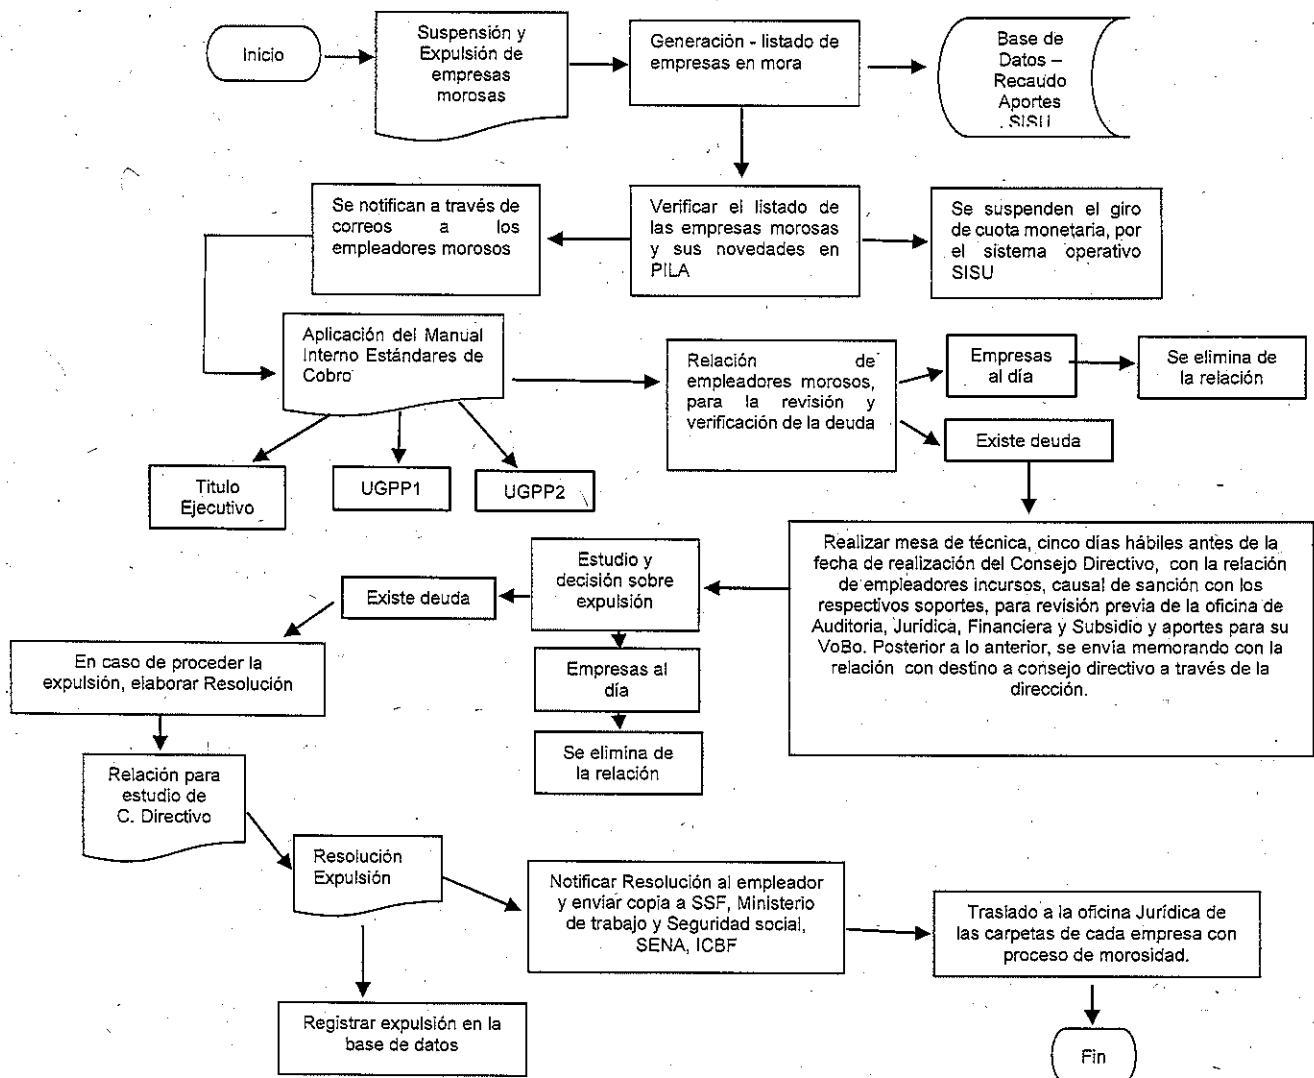 Inicio
Suspensión y
Expulsión de
empresas
morosas
Generación - listado de
empresas en mora
Base de
Datos –
Recaudo
Aportes
SISU
Se notifican a través de
correos a los
empleadores morosos
Verificar el listado de
las empresas morosas
y sus novedades en
PILA
Se suspenden el giro
de cuota monetaria, por
el sistema operativo
SISU
Aplicación del Manual
Interno Estándares de
Cobro
Relación de
empleadores morosos,
para la revisión y
verificación de la deuda
Empresas
al día
Se elimina de
la relación
Existe deuda
Titulo
Ejecutivo
UGPP1
UGPP2
Realizar mesa de técnica, cinco días hábiles antes de la
fecha de realización del Consejo Directivo, con la relación
de empleadores incursos, causal de sanción con los
respectivos soportes, para revisión previa de la oficina de
Auditoria, Jurídica, Financiera y Subsidio y aportes para su
VoBo. Posterior a lo anterior, se envía memorando con la
relación con destino a consejo directivo a través de la
dirección.
Estudio y
decisión sobre
expulsión
Existe deuda
Empresas al
día
Se elimina de
la relación
En caso de proceder la
expulsión, elaborar Resolución
Relación para
estudio de
C. Directivo
Resolución
Expulsión
Notificar Resolución al empleador
y enviar copia a SSF, Ministerio
de trabajo y Seguridad social,
SENA, ICBF
Traslado a la oficina Jurídica de
las carpetas de cada empresa con
proceso de morosidad.
Registrar expulsión en la
base de datos
Fin